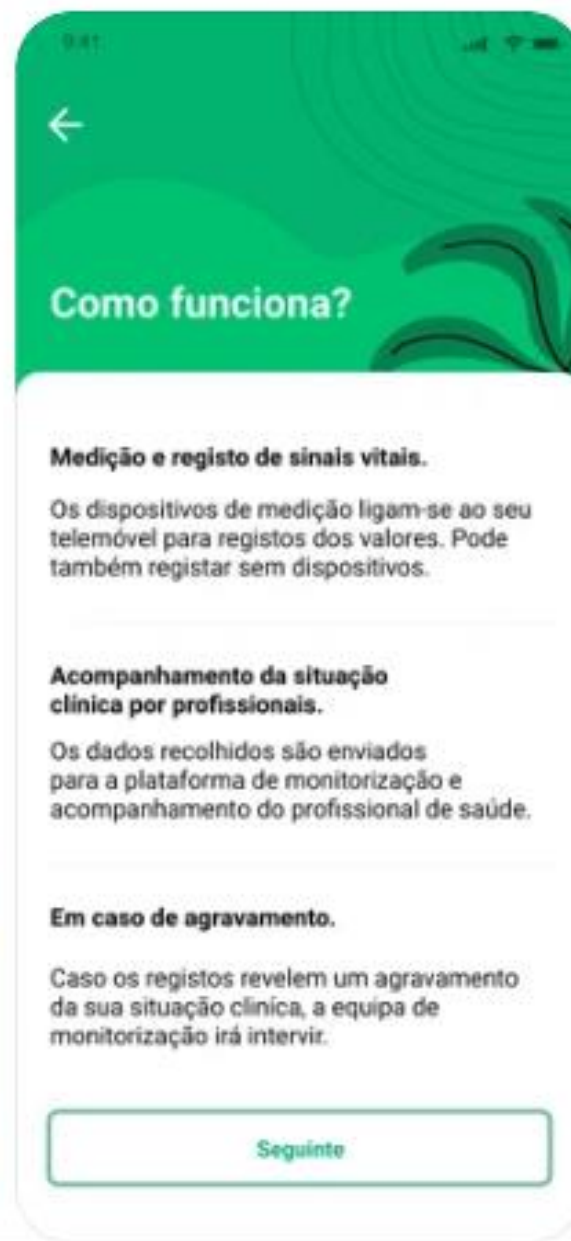 9:41
Como funciona?
Medição e registo de sinais vitais.
Os dispositivos de medição ligam-se ao seu
telemóvel para registos dos valores. Pode
também registar sem dispositivos.
Acompanhamento da situação
clínica por profissionais.
Os dados recolhidos são enviados
para a plataforma de monitorização e
acompanhamento do profissional de saúde.
Em caso de agravamento.
Caso os registos revelem um agravamento
da sua situação cliníca, a equipa de
monitorização irá intervir.
Seguinte